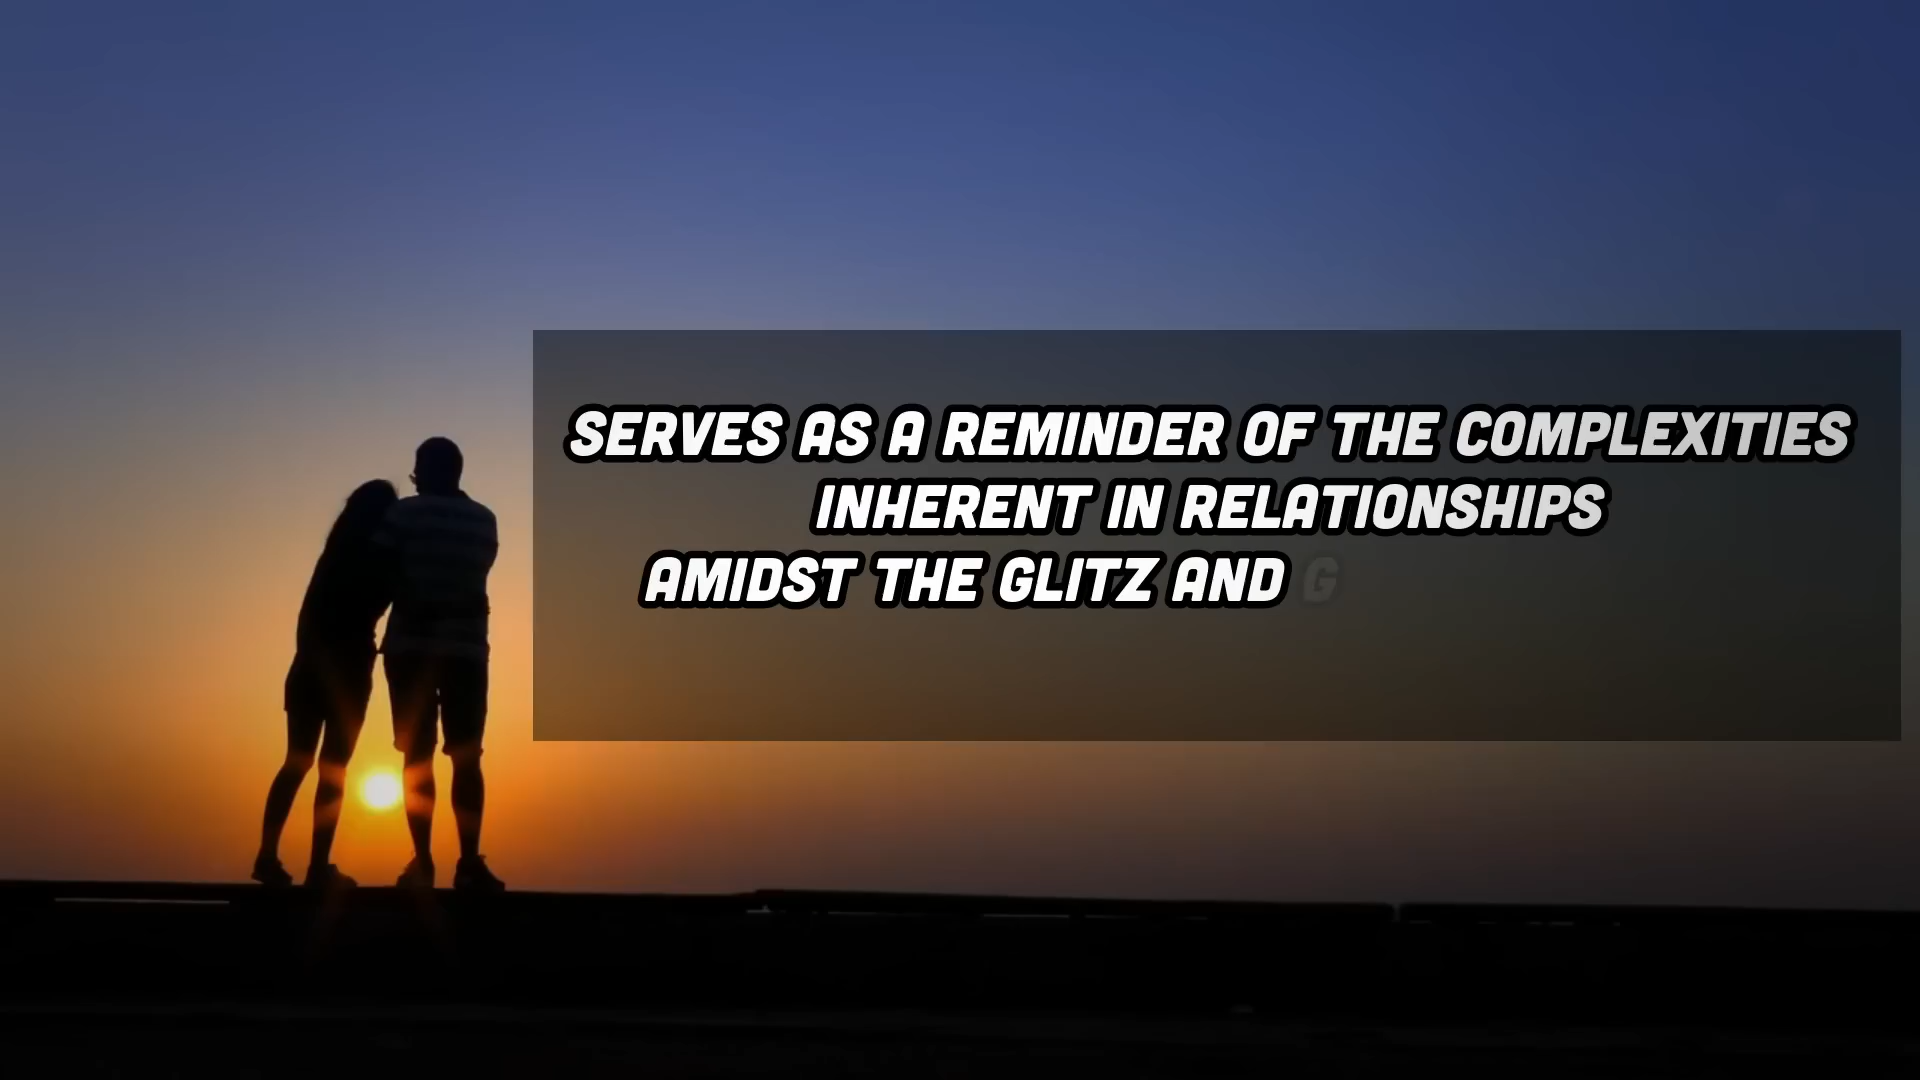 SERVES AS A REMINDER OF THE COMPLEXITIES
INHERENT IN RELATIONSHIPS
AMIDST THE GLITZ AND G